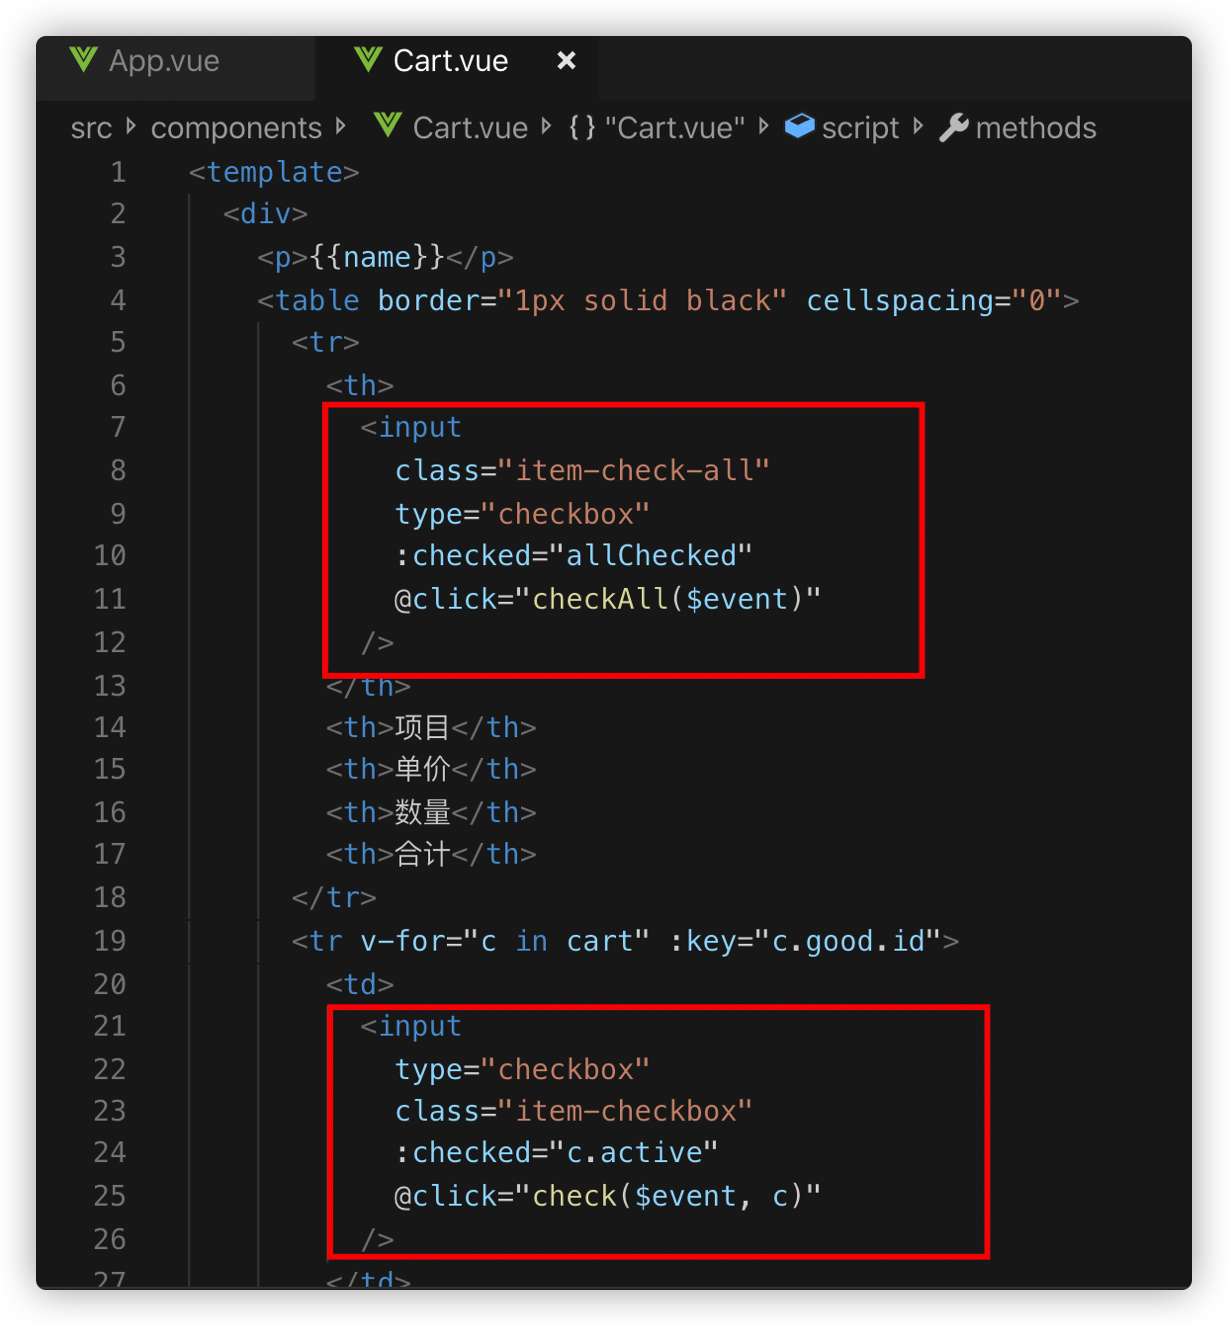 App.vue
Cart.vue
src components Cart.vue {} "Cart.vue" script methods
1 <template>
2 <div>
3 <p>{{name}}</p>
4 <table border="1px solid black" cellspacing="0">
5 <tr>
6 <th>
7 <input
8 class="item-check-all"
9 type="checkbox"
10 :checked="allChecked"
11 @click="checkAll($event)"
12 />
13 </th>
14 <th>项目</th>
15 <th>单价</th>
16 <th>数量</th>
17 <th>合计</th>
18 </tr>
19 <tr v-for="c in cart" :key="c.good.id">
20 <td>
21 <input
22 type="checkbox"
23 class="item-checkbox"
24 :checked="c.active"
25 @click="check($event, c)"
26 />
27 </td>